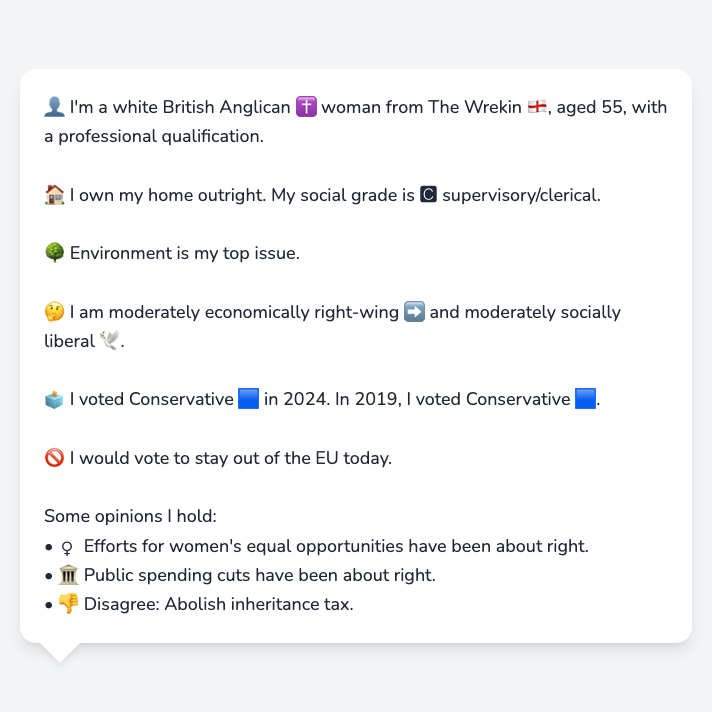 👤 I'm a white British Anglican ✝️ woman from The Wrekin 🏴󠁧󠁢󠁥󠁮󠁧󠁿, aged 55, with
a professional qualification.
🏠 I own my home outright. My social grade is 🅲 supervisory/clerical.
🌳 Environment is my top issue.
🤔 I am moderately economically right-wing ➡️ and moderately socially
liberal 🕊️.
🗳️ I voted Conservative 🟦 in 2024. In 2019, I voted Conservative 🟦.
🚫 I would vote to stay out of the EU today.
Some opinions I hold:
• ♀ Efforts for women's equal opportunities have been about right.
• 🏛️ Public spending cuts have been about right.
• 👎 Disagree: Abolish inheritance tax.